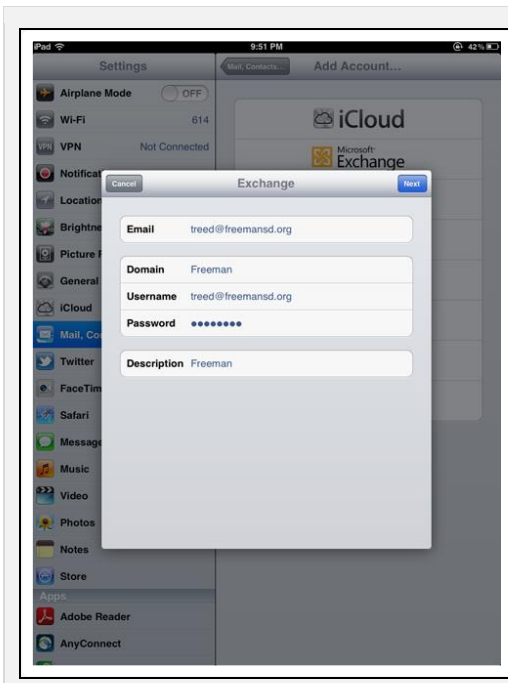 iPad 9:51 PM 42%
Settings
Mail, Contacts... Add Account...
Airplane Mode OFF
Wi-Fi 614
VPN VPN Not Connected
iCloud
Microsoft
Exchange
Notificat
Cancel Exchange Next
Location
Brightne
Email treed@freemansd.org
Picture F
Domain Freeman
General
Username treed@freemansd.org
iCloud
Password ●●●●●●●●
Mail, Co
Twitter
Description Freeman
FaceTim
Safari
Message
Music
Video
Photos
Notes
Store
Apps
Adobe Reader
AnyConnect